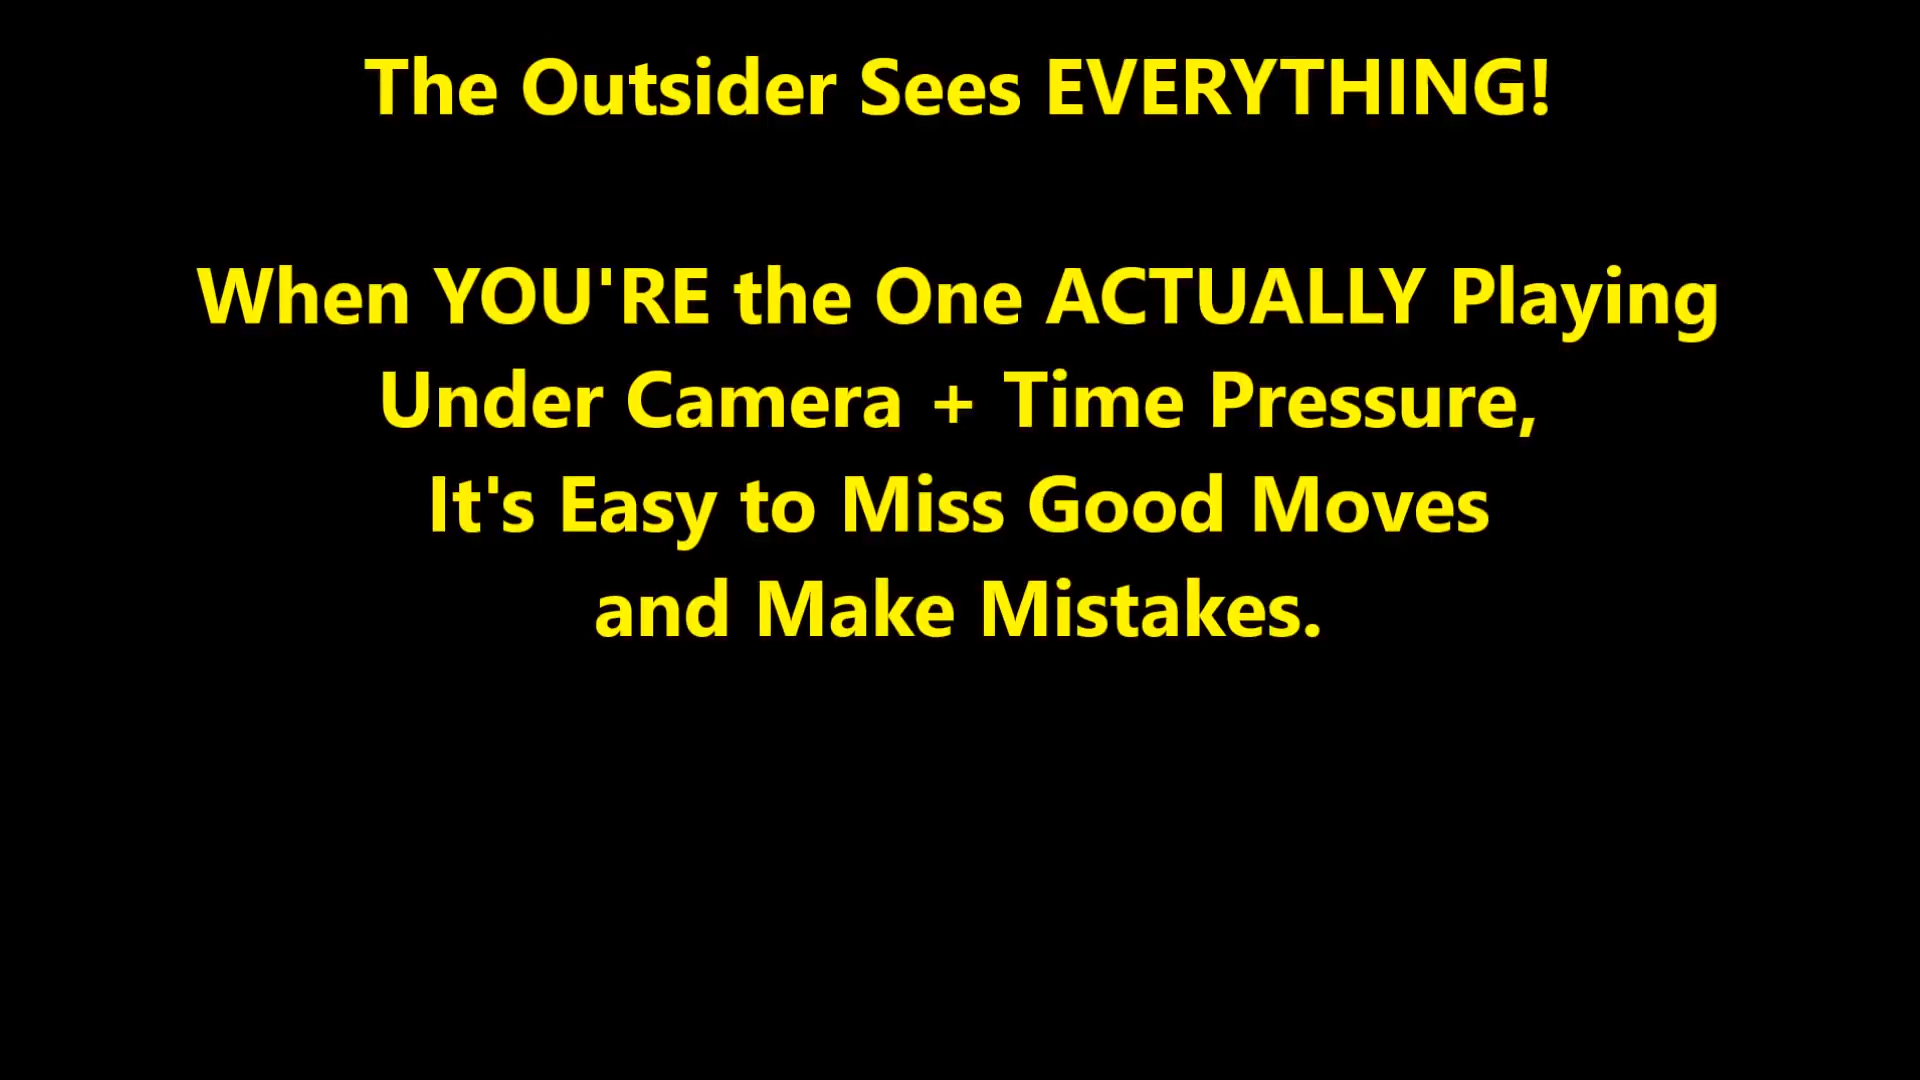 The Outsider Sees EVERYTHING!
When YOU'RE the One ACTUALLY Playing
Under Camera + Time Pressure,
It's Easy to Miss Good Moves
and Make Mistakes.